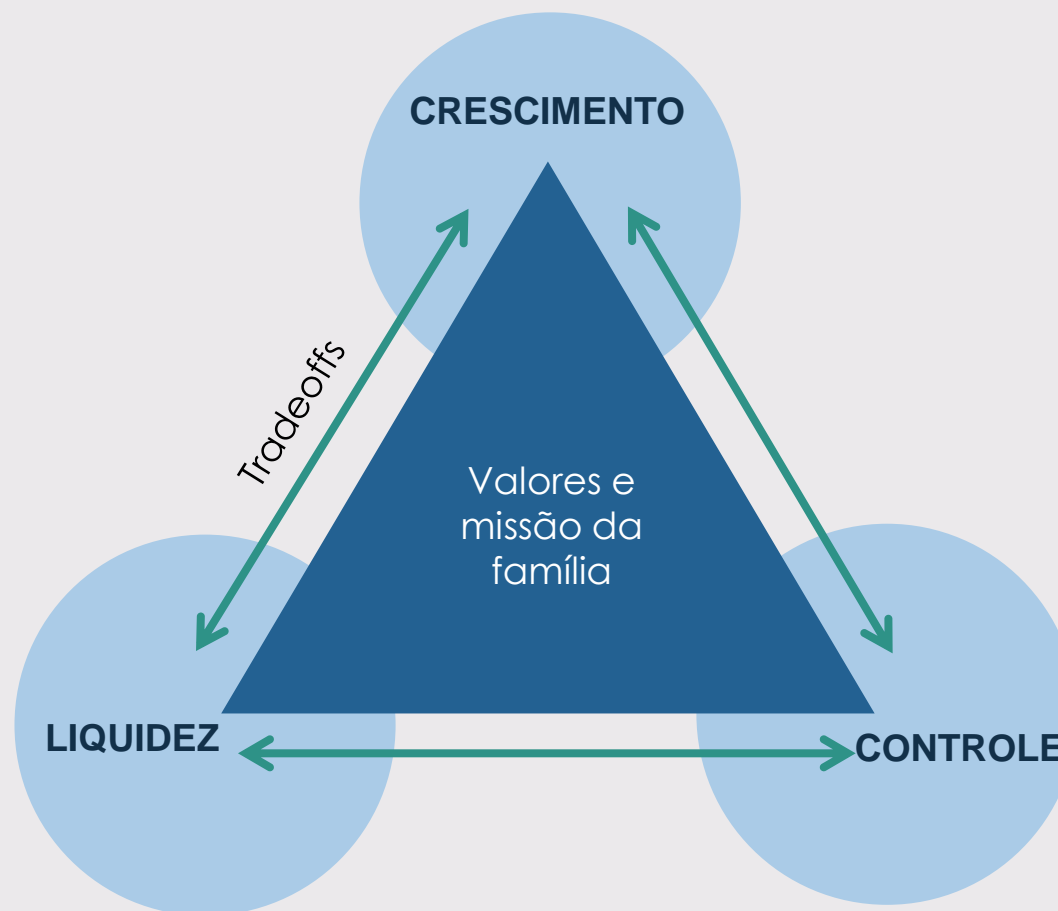 CRESCIMENTO
Tradeoffs
Valores e
missão da
família
LIQUIDEZ
CONTROLE